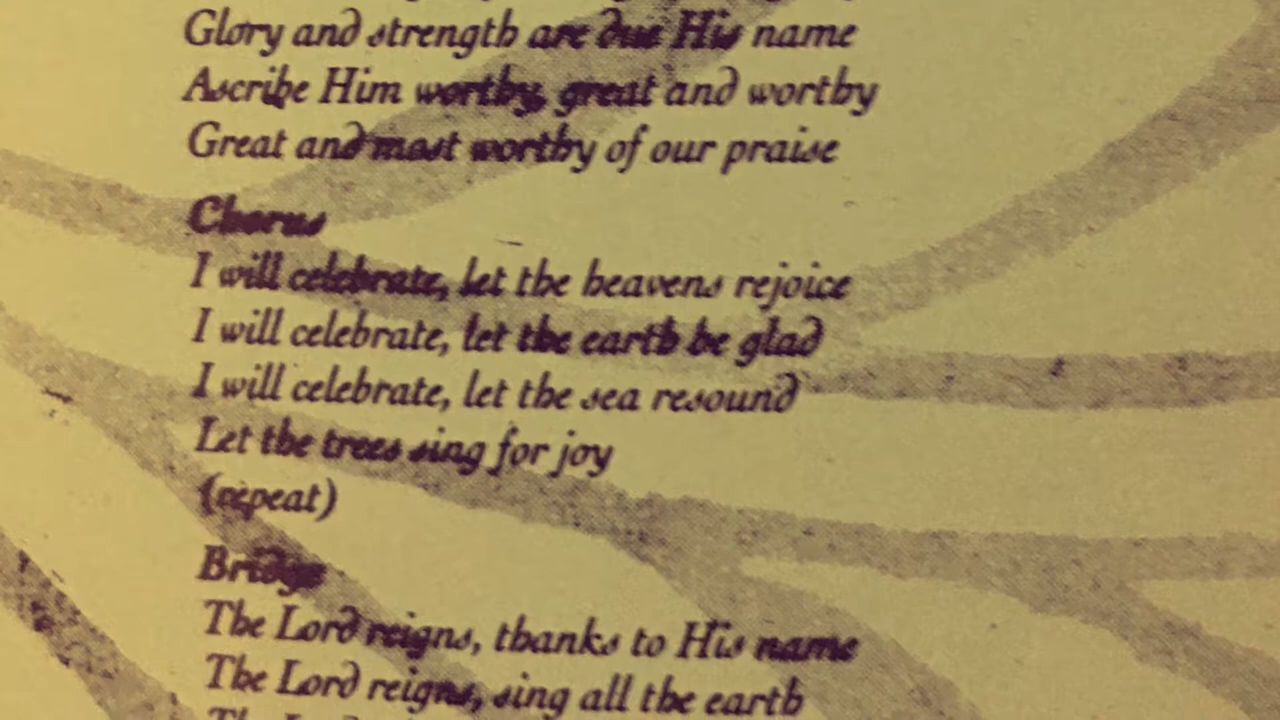 Glory and strength are due His name
Ascribe Him worthy, great and worthy
Great and most worthy of our praise
Chorus
I will celebrate, let the heavens rejoice
I will celebrate, let the earth be glad
I will celebrate, let the sea resound
Let the trees sing for joy
(repeat)
Bridge
The Lord reigns, thanks to His name
The Lord reigns, sing all the earth